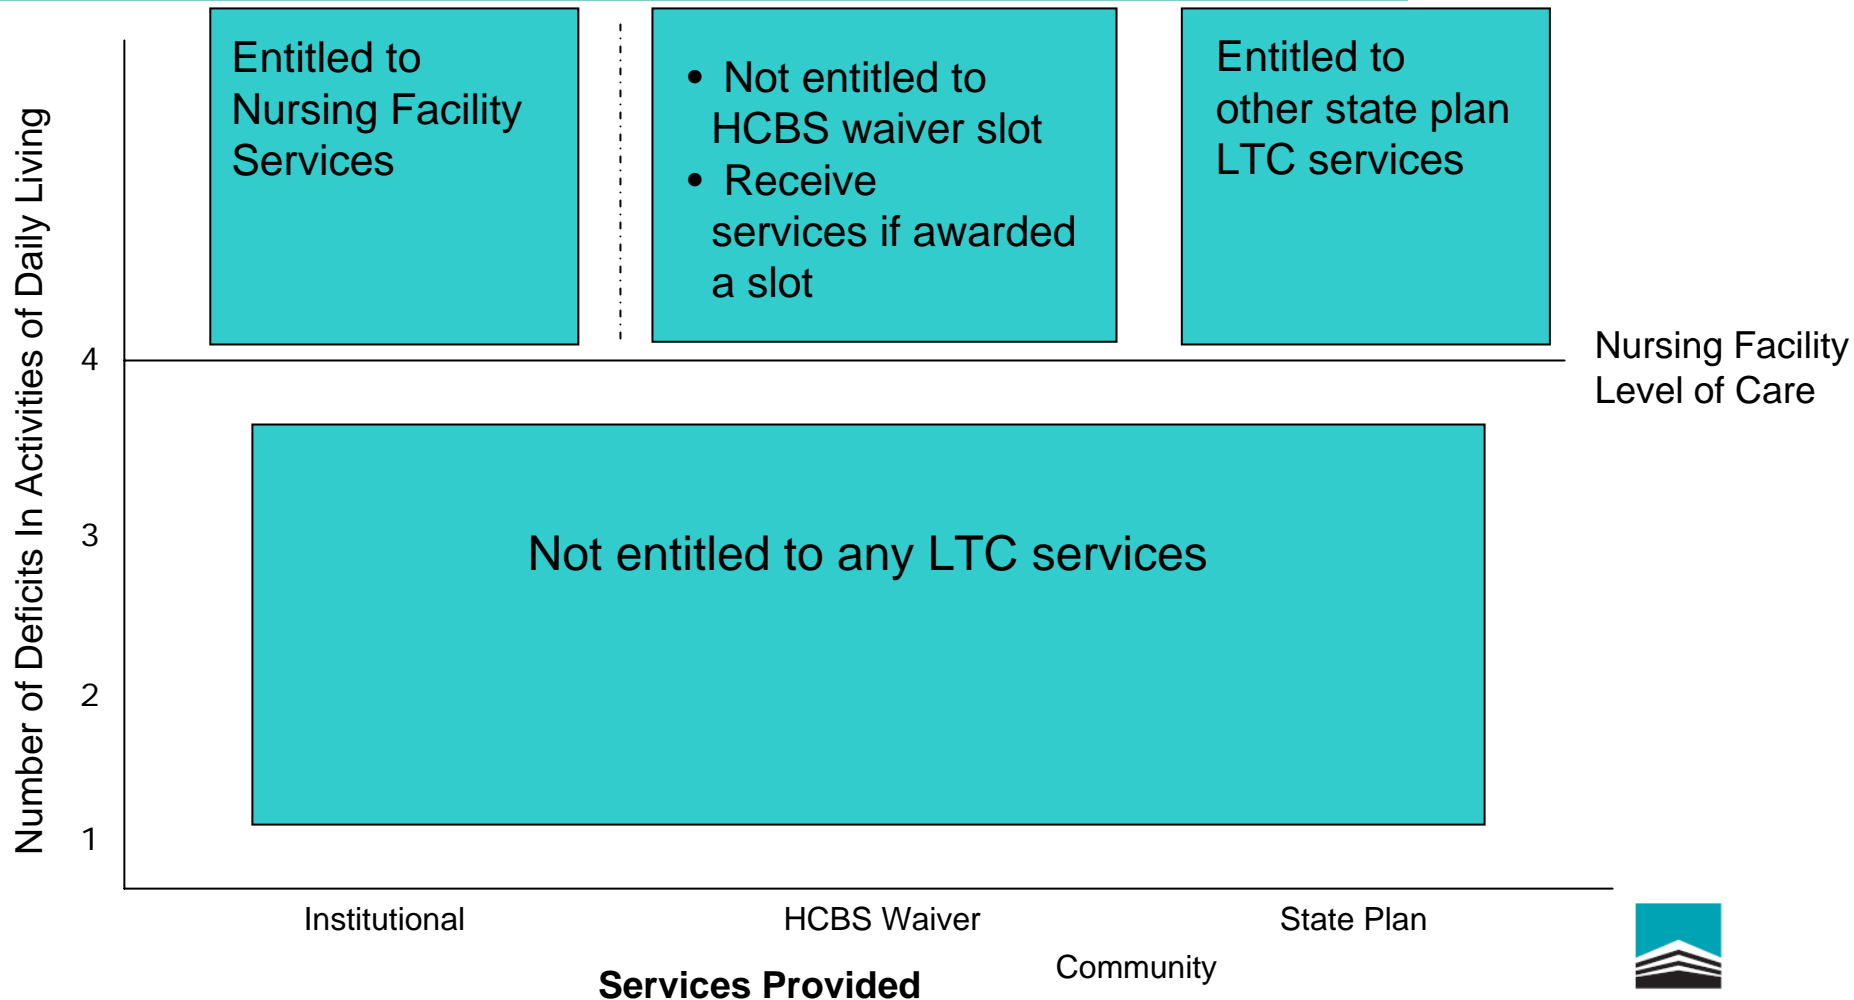 Number of Deficits In Activities of Daily Living
Entitled to
Nursing Facility
Services
• Not entitled to
HCBS waiver slot
• Receive
services if awarded
a slot
Entitled to
other state plan
LTC services
4
Nursing Facility
Level of Care
3
Not entitled to any LTC services
2
1
Institutional
HCBS Waiver
State Plan
Community
Services Provided